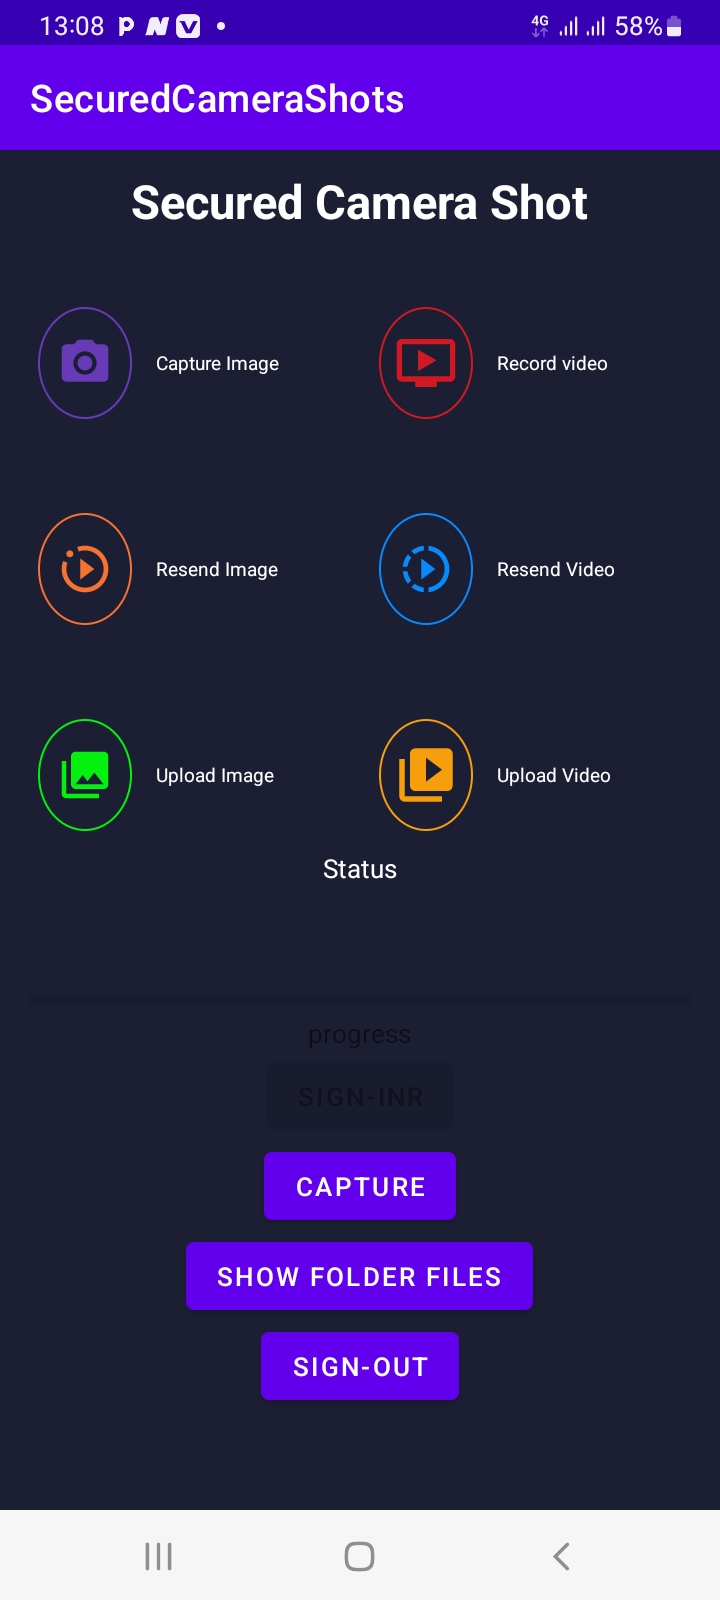 13:08
4G 58%
SecuredCameraShots
Secured Camera Shot
Capture Image
Record video
Resend Image
Resend Video
Upload Image
Upload Video
Status
progress
SIGN-INR
CAPTURE
SHOW FOLDER FILES
SIGN-OUT